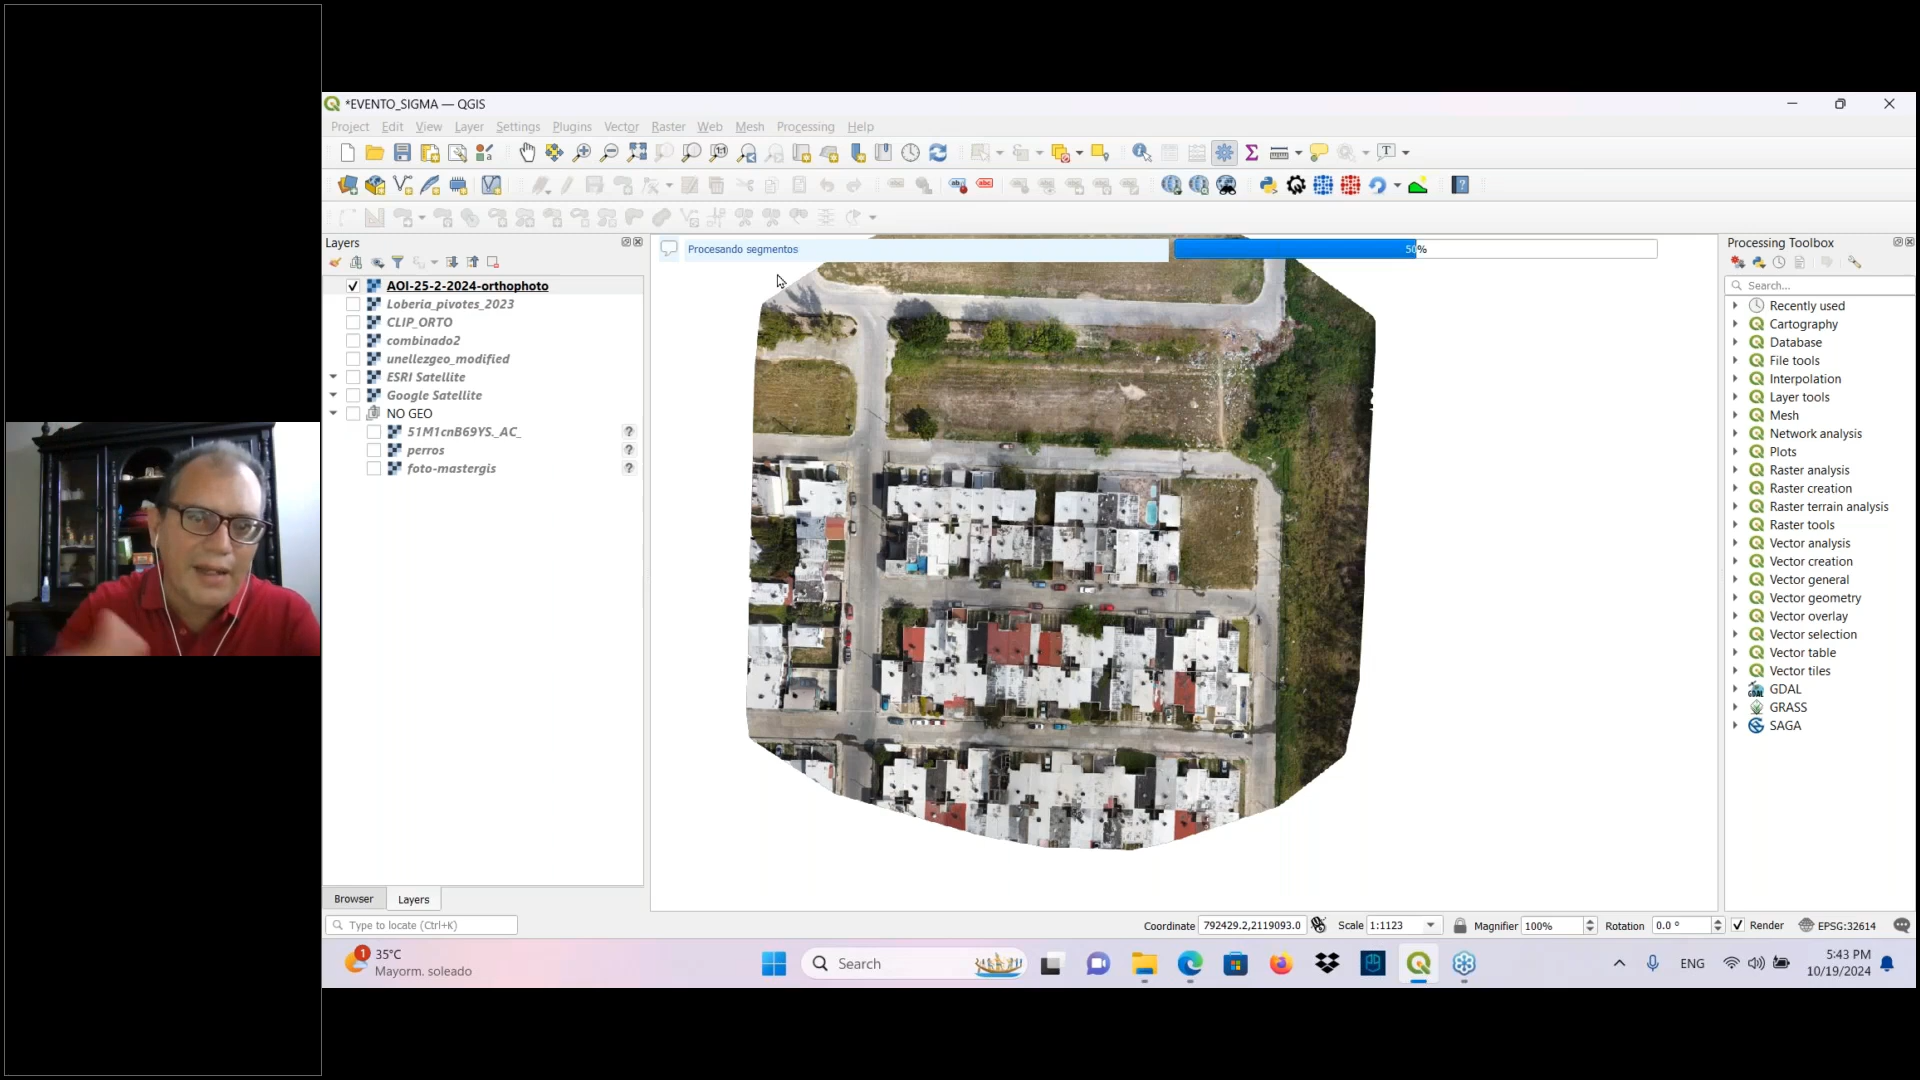 *EVENTO_SIGMA — QGIS
Project Edit View Layer Settings Plugins Vector Raster Web Mesh Processing Help
Layers
Procesando segmentos
50%
Processing Toolbox
Search...
AOI-25-2-2024-orthophoto
Loberia_pivotes_2023
CLIP_ORTO
combinado2
unellezgeo_modified
ESRI Satellite
Google Satellite
NO GEO
51M1cnB69YS._AC_
perros
foto-mastergis
Recently used
Cartography
Database
File tools
Interpolation
Layer tools
Mesh
Network analysis
Plots
Raster analysis
Raster creation
Raster terrain analysis
Raster tools
Vector analysis
Vector creation
Vector general
Vector geometry
Vector overlay
Vector selection
Vector table
Vector tiles
GDAL
GRASS
SAGA
Browser Layers
Type to locate (Ctrl+K)
Coordinate 792429.2,2119093.0 Scale 1:1123 Magnifier 100% Rotation 0.0 ° Render EPSG:32614
1
35°C
Mayorm. soleado
Search
ENG
5:43 PM
10/19/2024